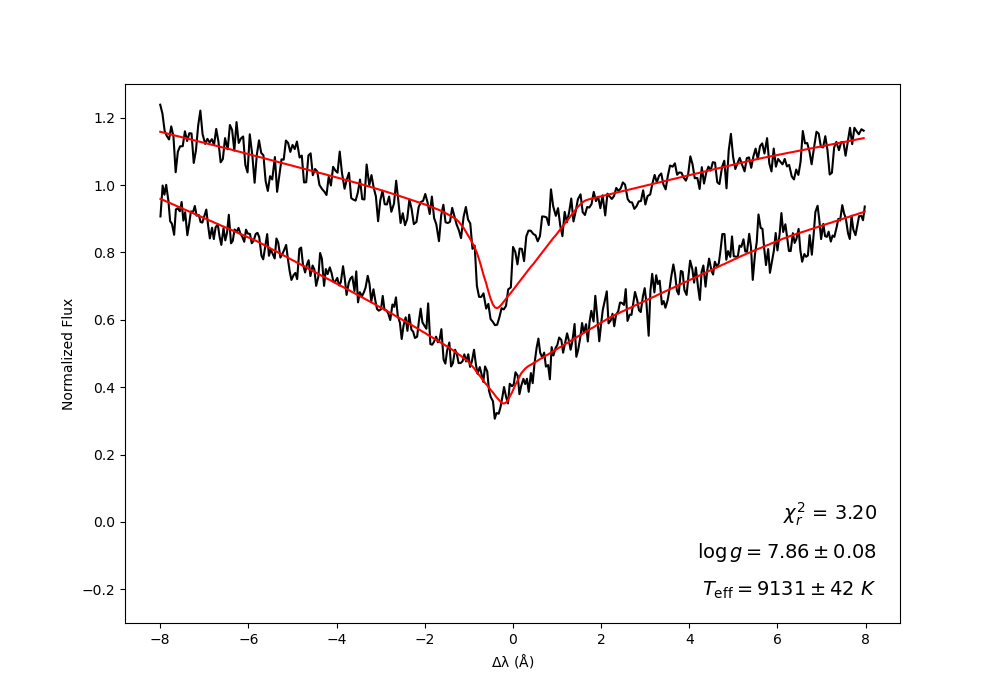 1.2
1.0
0.8
0.6
0.4
0.2
0.0
−0.2
Normalized Flux
χ²ᵣ = 3.20
log g = 7.86 ± 0.08
T_eff = 9131 ± 42 K
−8 −6 −4 −2 0 2 4 6 8
Δλ (Å)